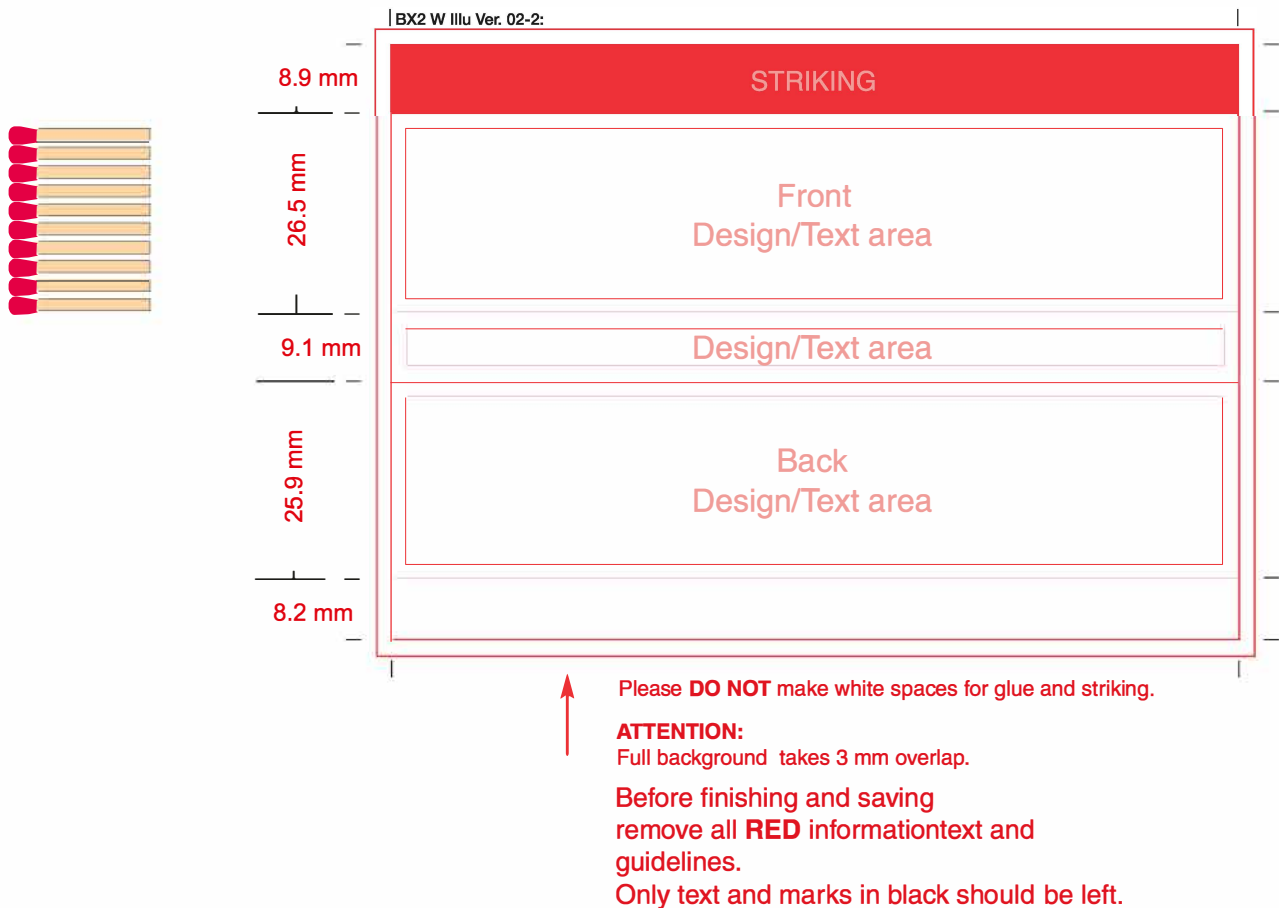 BX2 W Illu Ver. 02-2:
8.9 mm
STRIKING
26.5 mm
Front
Design/Text area
9.1 mm
Design/Text area
25.9 mm
Back
Design/Text area
8.2 mm
Please DO NOT make white spaces for glue and striking.
ATTENTION:
Full background takes 3 mm overlap.
Before finishing and saving
remove all RED informationtext and
guidelines.
Only text and marks in black should be left.